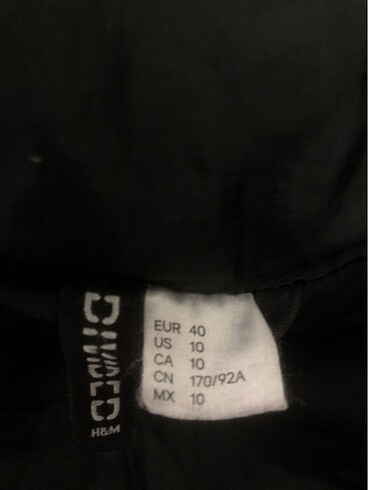 DIVIDED
H&M
EUR 40
US 10
CA 10
CN 170/92A
MX 10